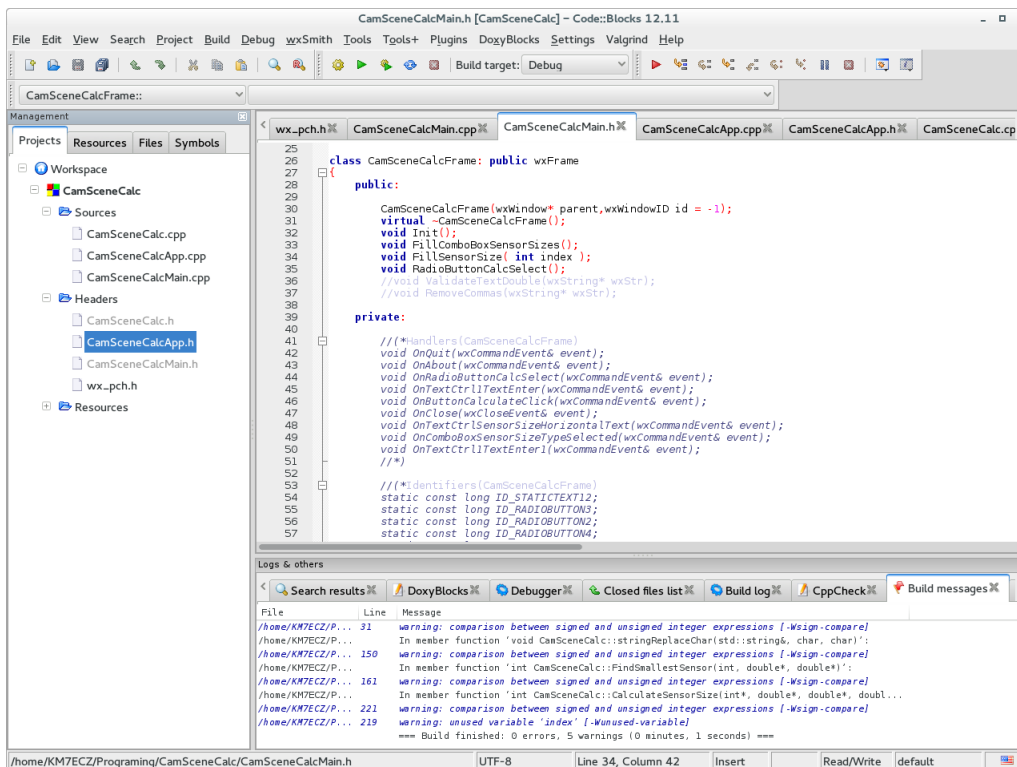 CamSceneCalcMain.h [CamSceneCalc] - Code::Blocks 12.11
File Edit View Search Project Build Debug wxSmith Tools Tools+ Plugins DoxyBlocks Settings Valgrind Help
Build target: Debug
CamSceneCalcFrame::
Management
Projects Resources Files Symbols
Workspace
CamSceneCalc
Sources
CamSceneCalc.cpp
CamSceneCalcApp.cpp
CamSceneCalcMain.cpp
Headers
CamSceneCalc.h
CamSceneCalcApp.h
CamSceneCalcMain.h
wx_pch.h
Resources
wx_pch.h CamSceneCalcMain.cpp CamSceneCalcMain.h CamSceneCalcApp.cpp CamSceneCalcApp.h CamSceneCalc.cp
25
26 class CamSceneCalcFrame: public wxFrame
27 {
28 public:
29
30 CamSceneCalcFrame(wxWindow* parent,wxWindowID id = -1);
31 virtual ~CamSceneCalcFrame();
32 void Init();
33 void FillComboBoxSensorSizes();
34 void FillSensorSize( int index );
35 void RadioButtonCalcSelect();
36 //void ValidateTextDouble(wxString* wxStr);
37 //void RemoveCommas(wxString* wxStr);
38
39 private:
40
41 //(*Handlers(CamSceneCalcFrame)
42 void OnQuit(wxCommandEvent& event);
43 void OnAbout(wxCommandEvent& event);
44 void OnRadioButtonCalcSelect(wxCommandEvent& event);
45 void OnTextCtrl1TextEnter(wxCommandEvent& event);
46 void OnButtonCalculateClick(wxCommandEvent& event);
47 void OnClose(wxCloseEvent& event);
48 void OnTextCtrlSensorSizeHorizontalText(wxCommandEvent& event);
49 void OnComboBoxSensorSizeTypeSelected(wxCommandEvent& event);
50 void OnTextCtrl1TextEnter1(wxCommandEvent& event);
51 //*)
52
53 //(*Identifiers(CamSceneCalcFrame)
54 static const long ID_STATICTEXT12;
55 static const long ID_RADIOBUTTON3;
56 static const long ID_RADIOBUTTON2;
57 static const long ID_RADIOBUTTON4;
Logs & others
Search results DoxyBlocks Debugger Closed files list Build log CppCheck Build messages
File Line Message
/home/KM7ECZ/P... 31 warning: comparison between signed and unsigned integer expressions [-Wsign-compare]
/home/KM7ECZ/P... In member function ‘void CamSceneCalc::stringReplaceChar(std::string&, char, char)’:
/home/KM7ECZ/P... 150 warning: comparison between signed and unsigned integer expressions [-Wsign-compare]
/home/KM7ECZ/P... In member function ‘int CamSceneCalc::FindSmallestSensor(int, double*, double*)’:
/home/KM7ECZ/P... 161 warning: comparison between signed and unsigned integer expressions [-Wsign-compare]
/home/KM7ECZ/P... In member function ‘int CamSceneCalc::CalculateSensorSize(int*, double*, double*, doubl...
/home/KM7ECZ/P... 221 warning: comparison between signed and unsigned integer expressions [-Wsign-compare]
/home/KM7ECZ/P... 219 warning: unused variable ‘index’ [-Wunused-variable]
=== Build finished: 0 errors, 5 warnings (0 minutes, 1 seconds) ===
/home/KM7ECZ/Programing/CamSceneCalc/CamSceneCalcMain.h UTF-8 Line 34, Column 42 Insert Read/Write default